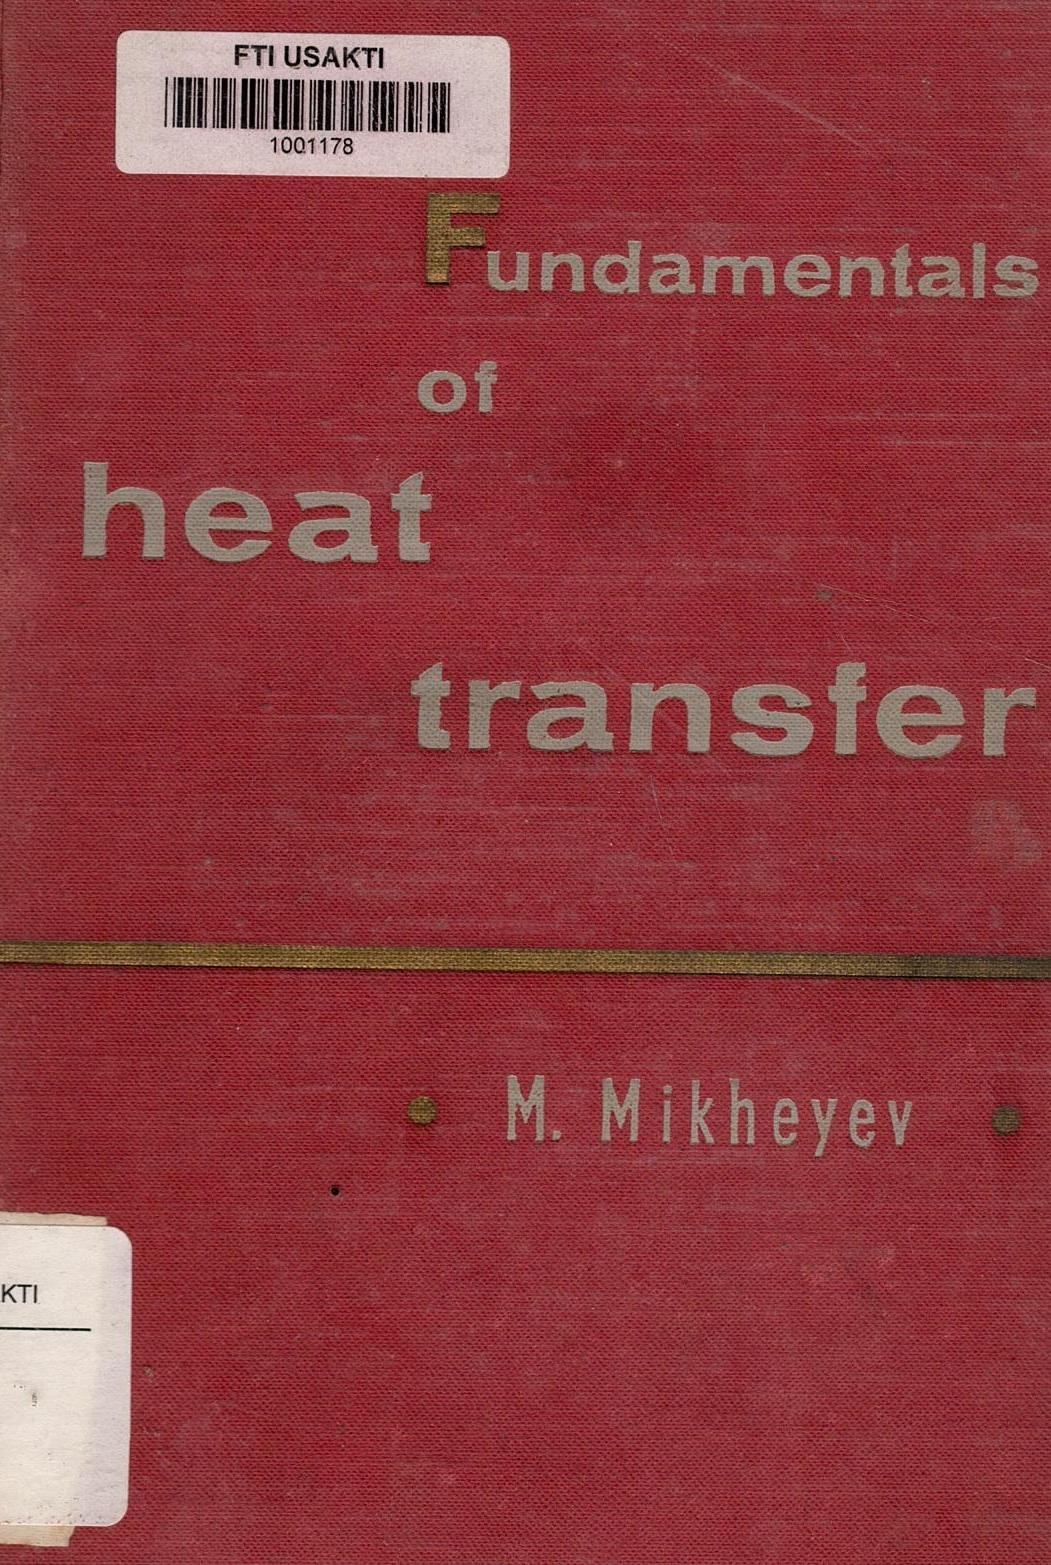 FTI USAKTI
1001178
Fundamentals
of
heat
transfer
M. Mikheyev
KTI